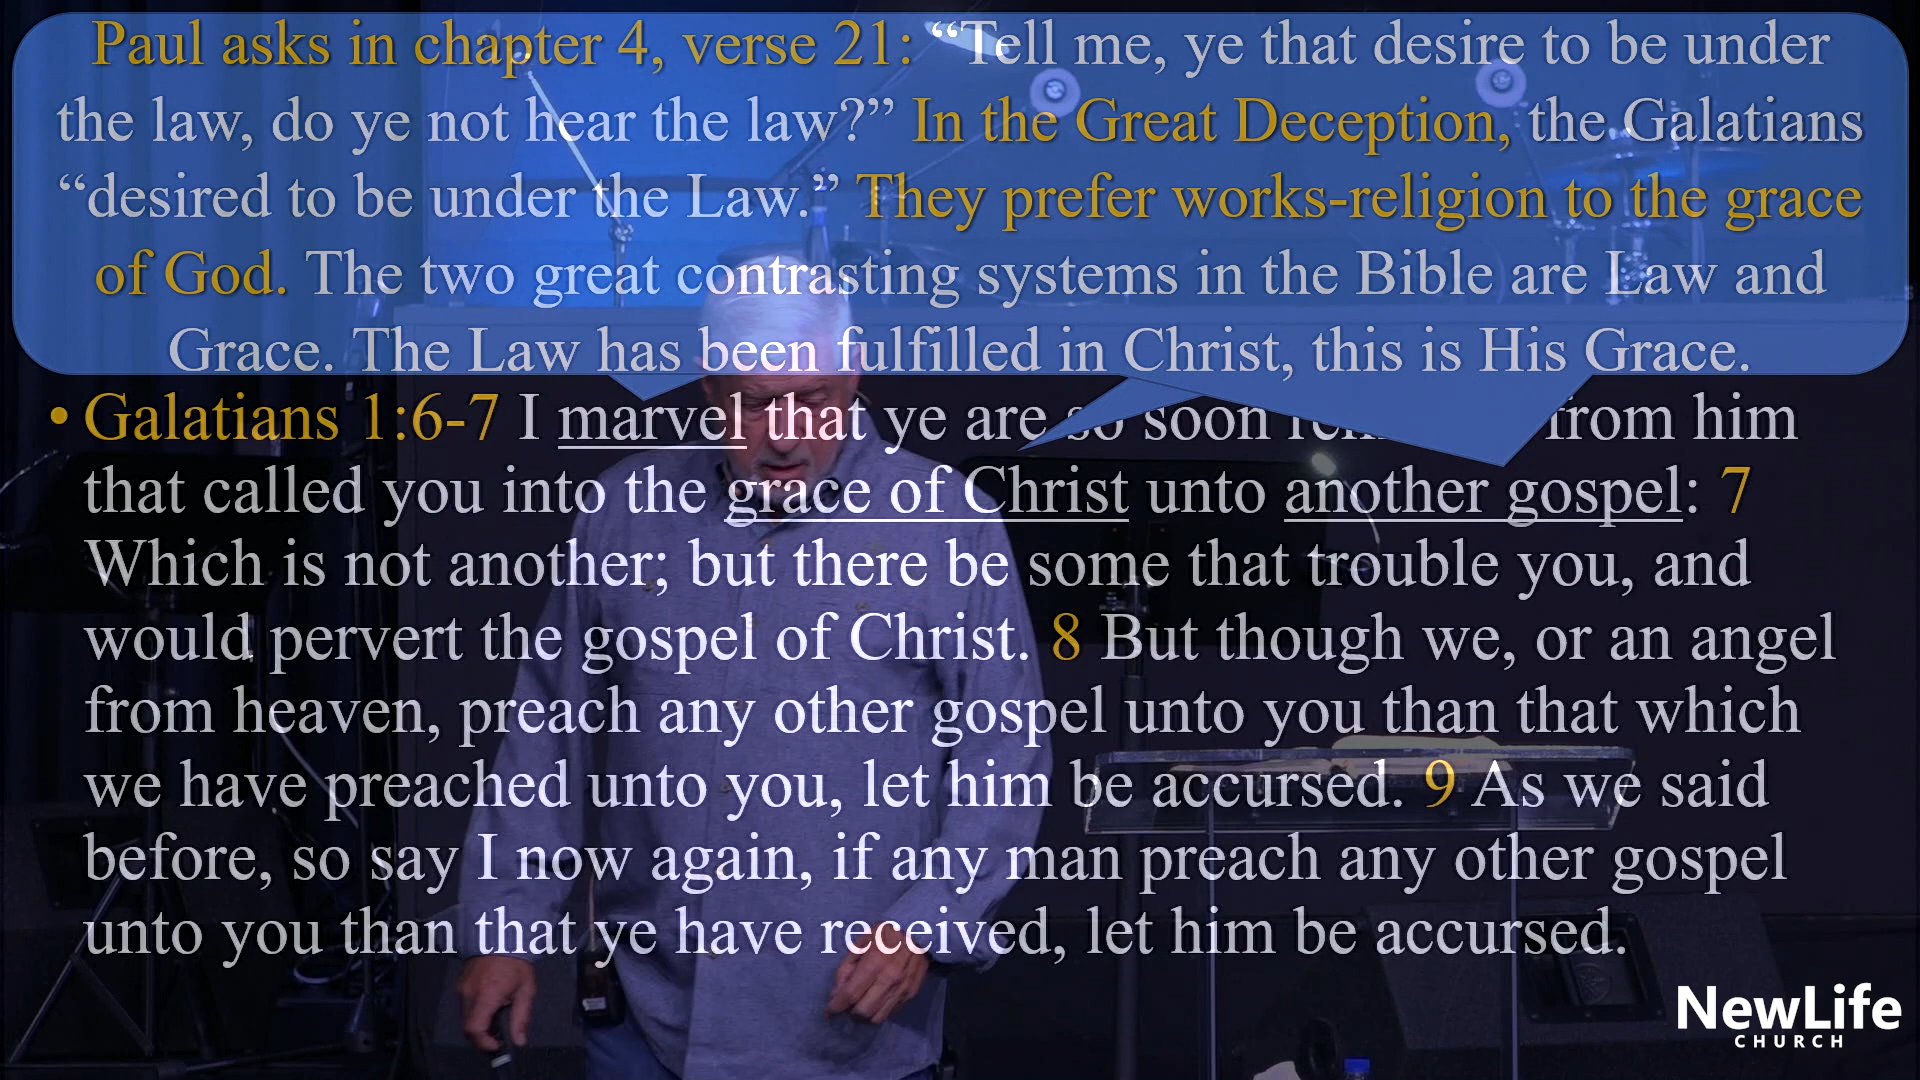 Paul asks in chapter 4, verse 21: “Tell me, ye that desire to be under
the law, do ye not hear the law?” In the Great Deception, the Galatians
“desired to be under the Law.” They prefer works-religion to the grace
of God. The two great contrasting systems in the Bible are Law and
Grace. The Law has been fulfilled in Christ, this is His Grace.
• Galatians 1:6-7 I marvel that ye are so soon from him
that called you into the grace of Christ unto another gospel: 7
Which is not another; but there be some that trouble you, and
would pervert the gospel of Christ. 8 But though we, or an angel
from heaven, preach any other gospel unto you than that which
we have preached unto you, let him be accursed. 9 As we said
before, so say I now again, if any man preach any other gospel
unto you than that ye have received, let him be accursed.
NewLife
CHURCH